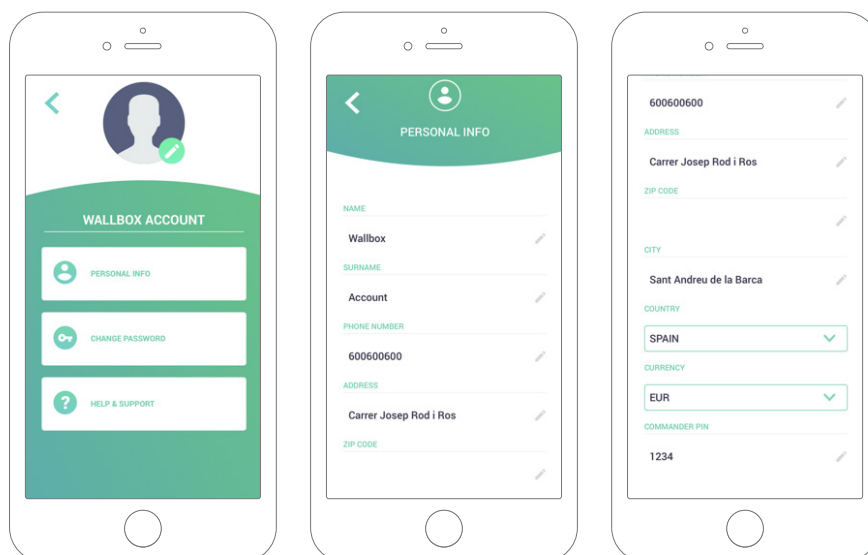 WALLBOX ACCOUNT
PERSONAL INFO
CHANGE PASSWORD
HELP & SUPPORT
PERSONAL INFO
NAME
Wallbox
SURNAME
Account
PHONE NUMBER
600600600
ADDRESS
Carrer Josep Rod i Ros
ZIP CODE
600600600
ADDRESS
Carrer Josep Rod i Ros
ZIP CODE
CITY
Sant Andreu de la Barca
COUNTRY
SPAIN
CURRENCY
EUR
COMMANDER PIN
1234